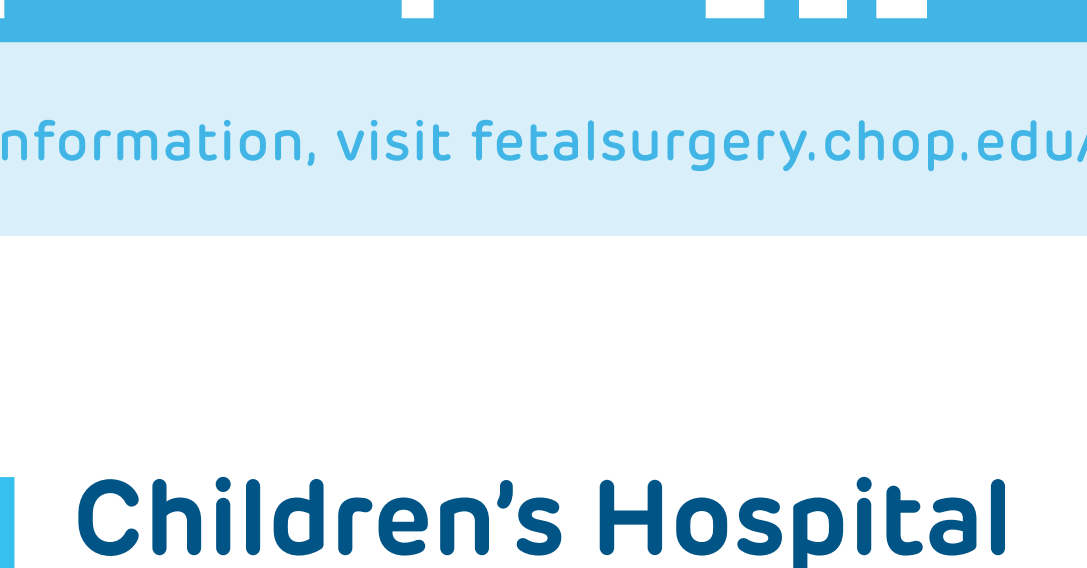 nformation, visit fetalsurgery.chop.edu/
Children’s Hospital